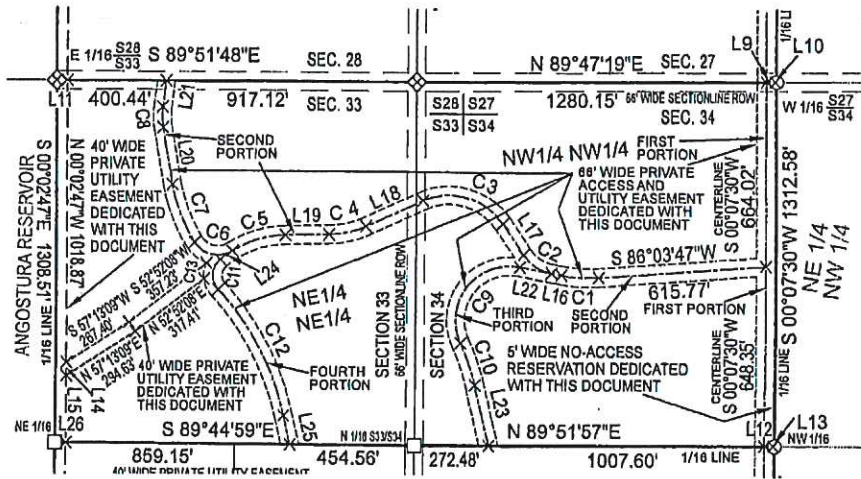 E 1/16 S28
S33
S 89°51'48"E
SEC. 28
N 89°47'19"E
SEC. 27
1/16 LI
L9
L10
L11
400.44'
L21
917.12'
SEC. 33
S28 S27
S33 S34
1280.15'
66' WIDE SECTIONLINE ROW
SEC. 34
W 1/16 S27
S34
ANGOSTURA RESERVOIR
S 00°02'47"E 1308.51'
1/16 LINE
N 00°02'47"W 1018.87'
40' WIDE
PRIVATE
UTILITY
EASEMENT
DEDICATED
WITH THIS
DOCUMENT
C8
SECOND
PORTION
L20
C7
C6
C5
L19
C4
L18
C3
NW1/4 NW1/4
FIRST
PORTION
66' WIDE PRIVATE
ACCESS AND
UTILITY EASEMENT
DEDICATED WITH
THIS DOCUMENT
CENTERLINE
S 00°07'30"W
664.02'
S 00°07'30"W 1312.58'
NE 1/4
NW 1/4
L17
C2
S 86°03'47"W
L24
C13
C11
S 52°52'08"W
357.23'
N 52°52'08"E
317.41'
S 57°13'09"W
267.40'
N 57°13'09"E
294.63'
NE1/4
NE1/4
SECTION 33
66' WIDE SECTIONLINE ROW
SECTION 34
C9
L22
L16
C1
SECOND
PORTION
615.77'
FIRST PORTION
THIRD
PORTION
C12
C10
5' WIDE NO-ACCESS
RESERVATION DEDICATED
WITH THIS DOCUMENT
CENTERLINE
S 00°07'30"W
648.35'
1/16 LINE
40' WIDE PRIVATE
UTILITY EASEMENT
DEDICATED WITH
THIS DOCUMENT
FOURTH
PORTION
L14
L15
L23
L12
L13
NE 1/16
L26
S 89°44'59"E
L25
N 1/16 S33/S34
N 89°51'57"E
NW 1/16
859.15'
454.56'
272.48'
1007.60'
1/16 LINE
40' WIDE PRIVATE UTILITY EASEMENT